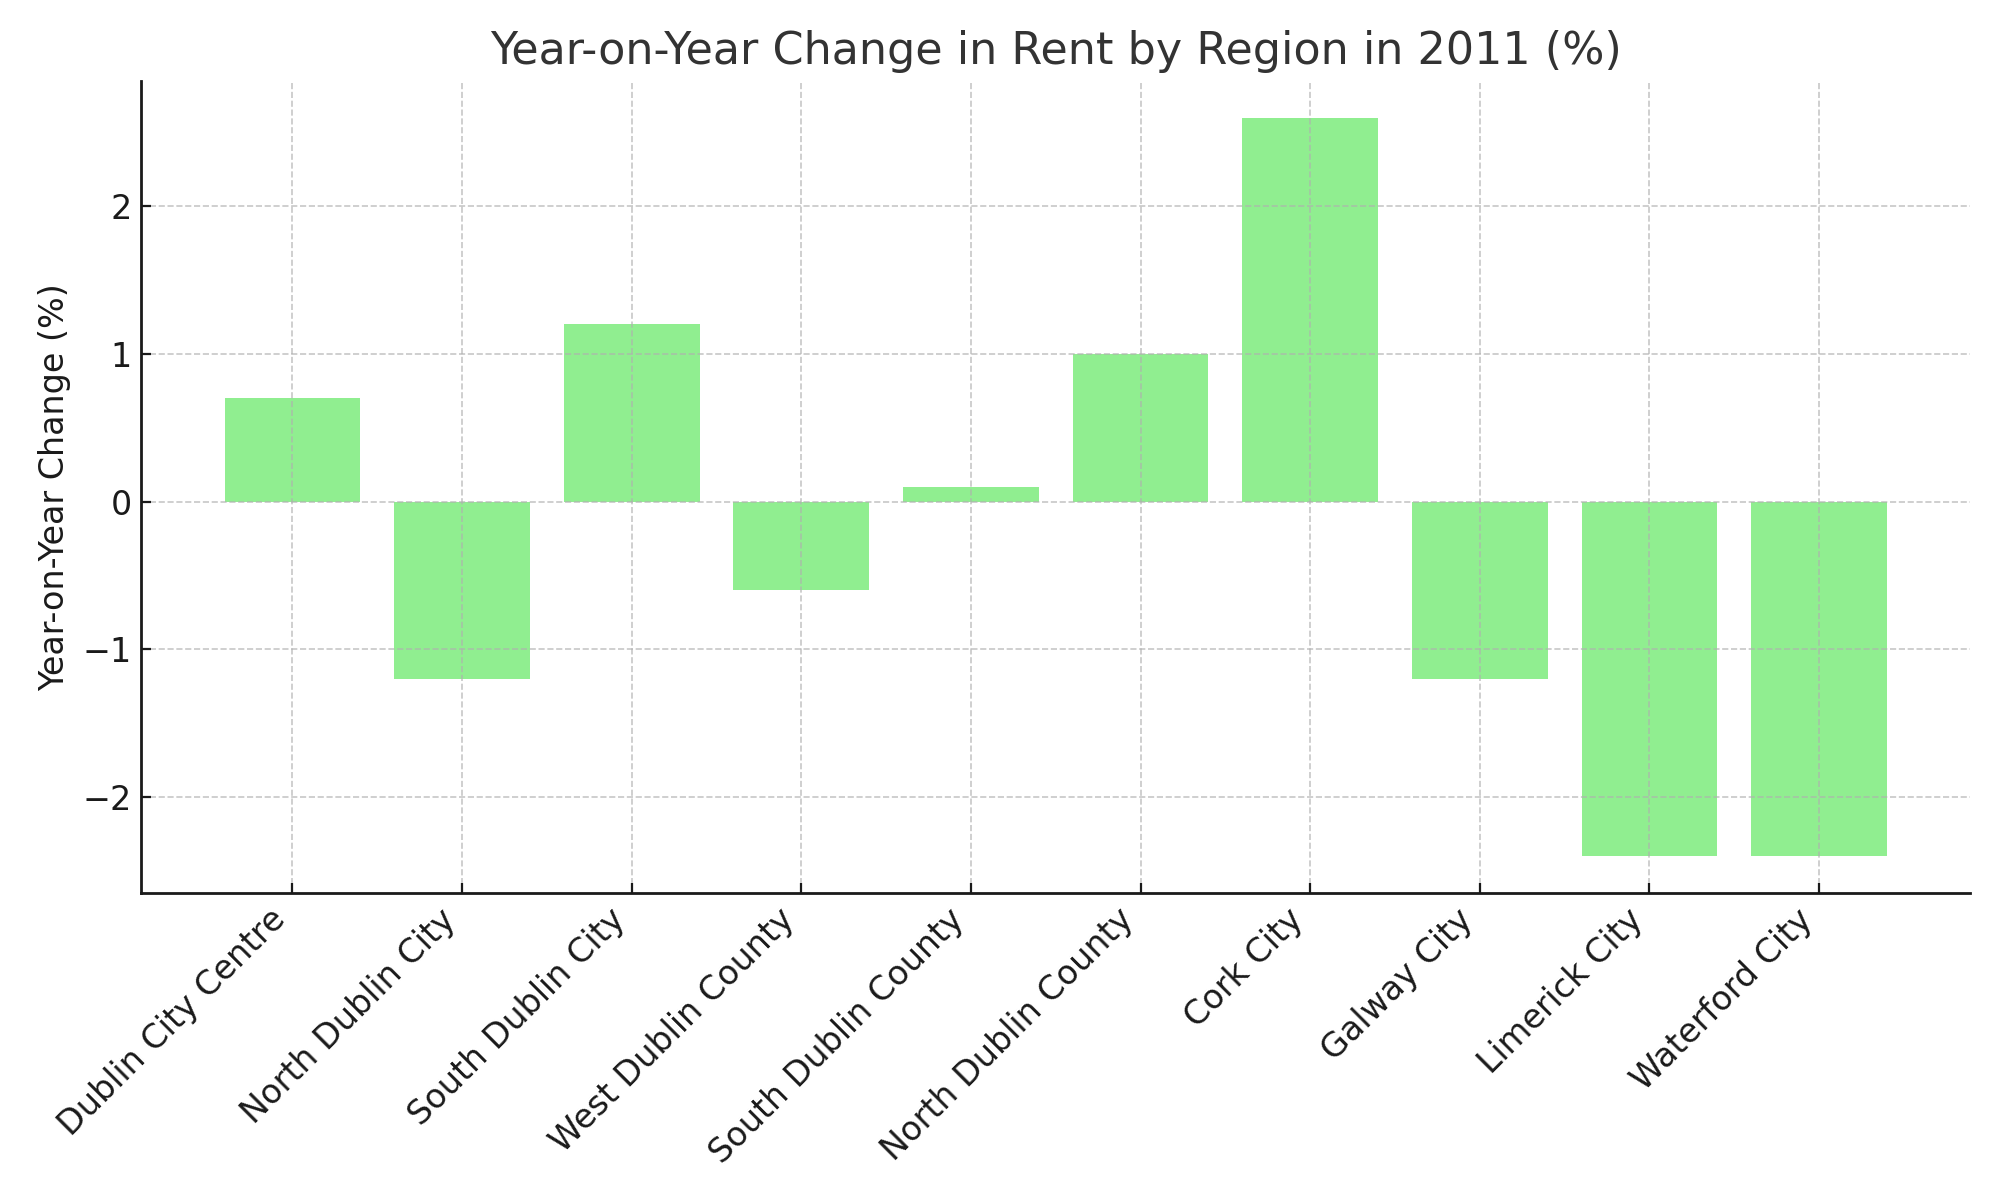 Year-on-Year Change in Rent by Region in 2011 (%)
Year-on-Year Change (%)
2
1
0
−1
−2
Dublin City Centre
North Dublin City
South Dublin City
West Dublin County
South Dublin County
North Dublin County
Cork City
Galway City
Limerick City
Waterford City